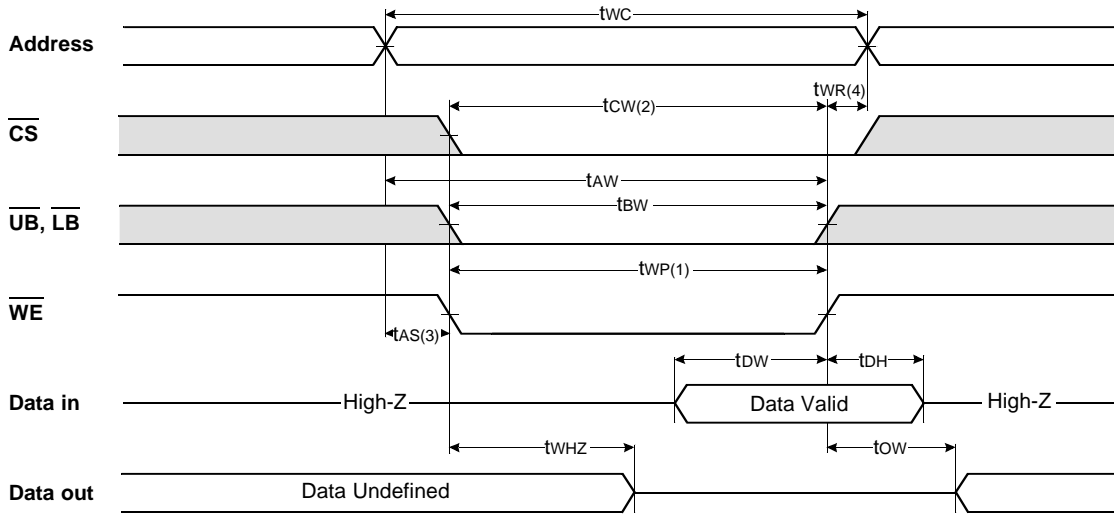 tWC
Address
tCW(2)
tWR(4)
CS
tAW
tBW
UB, LB
tWP(1)
WE
tAS(3)
tDW
tDH
Data in
High-Z
Data Valid
High-Z
tWHZ
tOW
Data out
Data Undefined